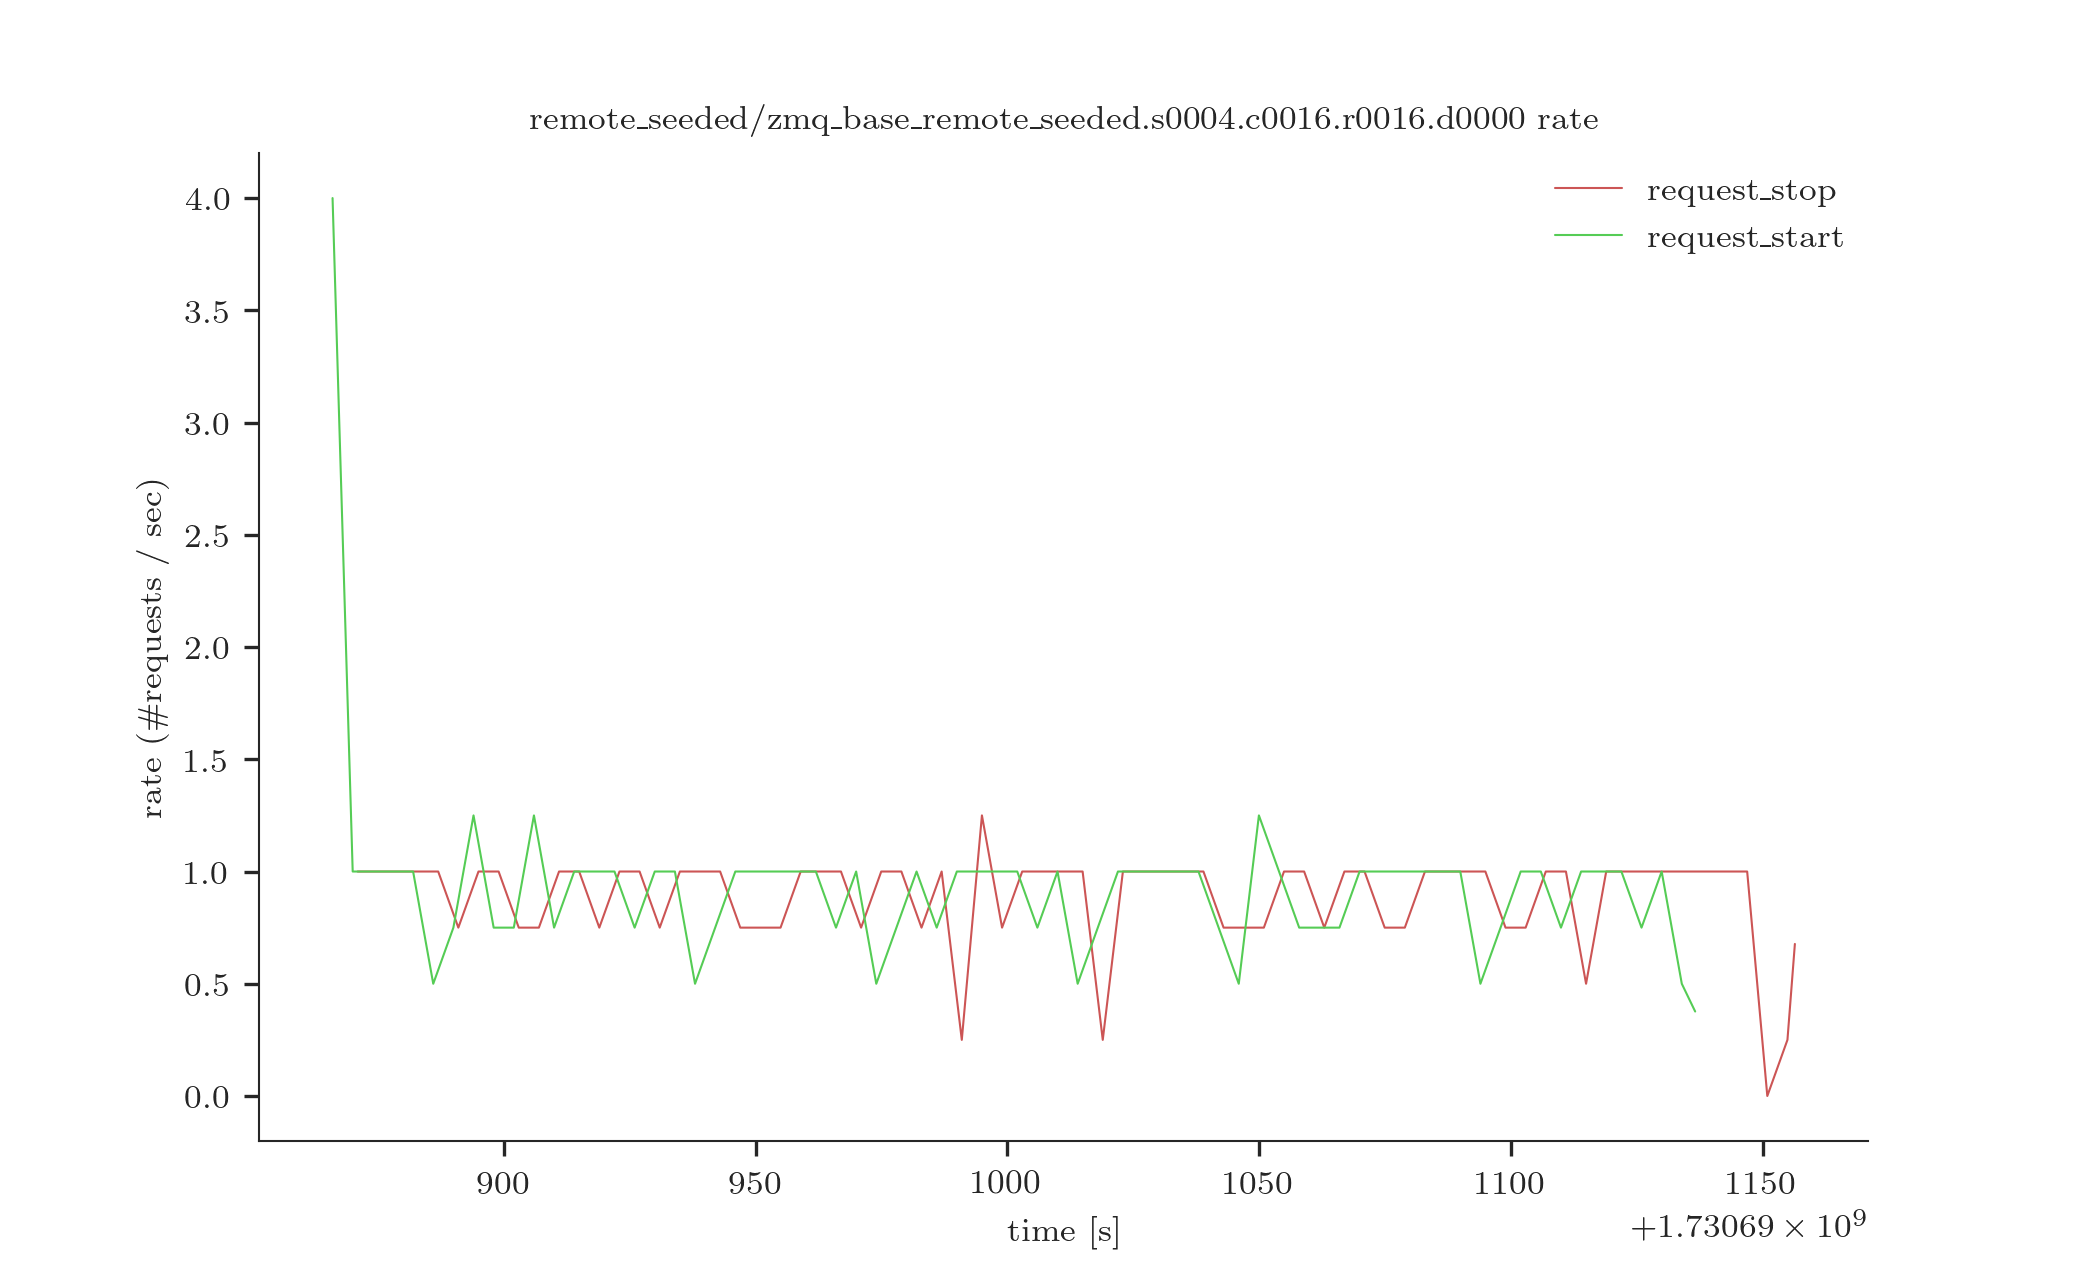 remote_seeded/zmq_base_remote_seeded.s0004.c0016.r0016.d0000 rate
request_stop
request_start
rate (#requests / sec)
4.0
3.5
3.0
2.5
2.0
1.5
1.0
0.5
0.0
900 950 1000 1050 1100 1150
time [s]
+1.73069 × 10⁹